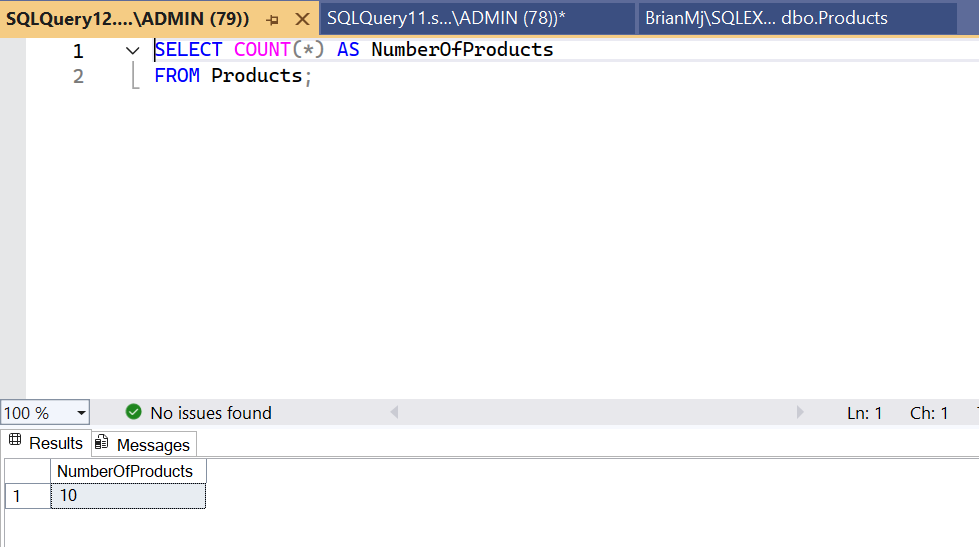 SQLQuery12....\ADMIN (79)) SQLQuery11.s...\ADMIN (78))* BrianMj\SQLEX... dbo.Products
1 SELECT COUNT(*) AS NumberOfProducts
2 FROM Products;
100 % No issues found Ln: 1 Ch: 1
Results Messages
NumberOfProducts
1 10